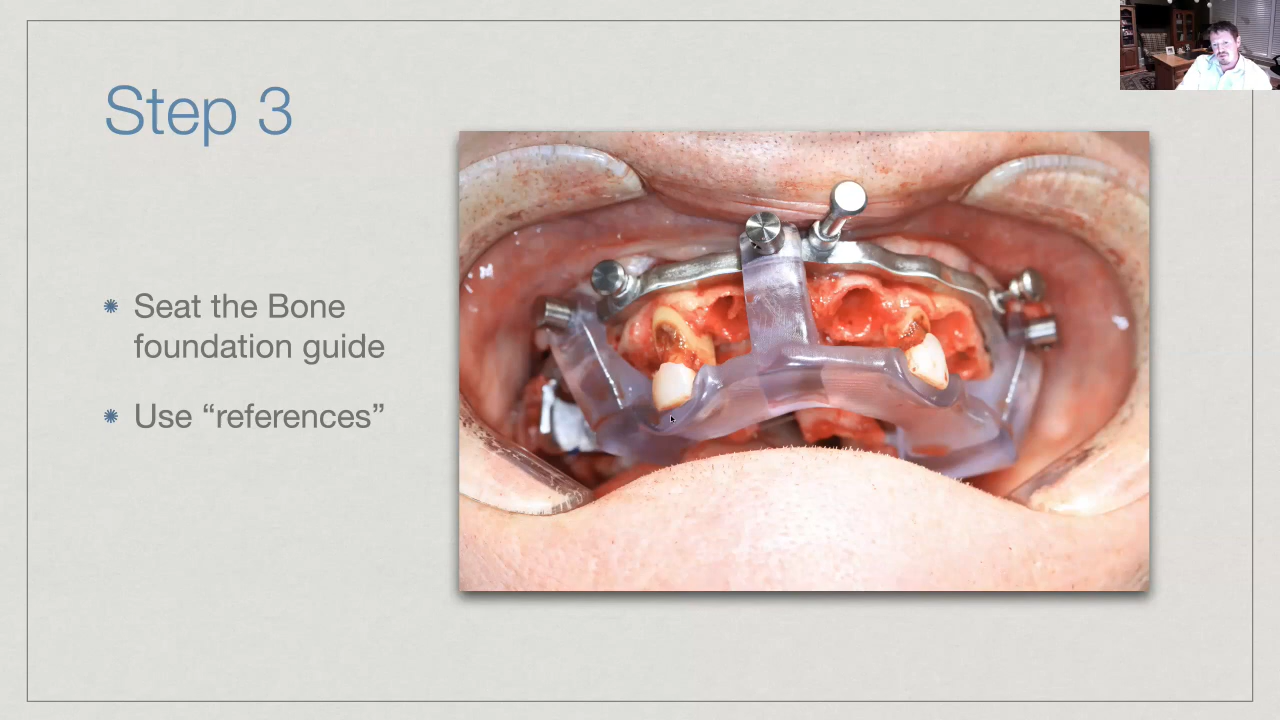 Step 3
Seat the Bone
foundation guide
Use “references”